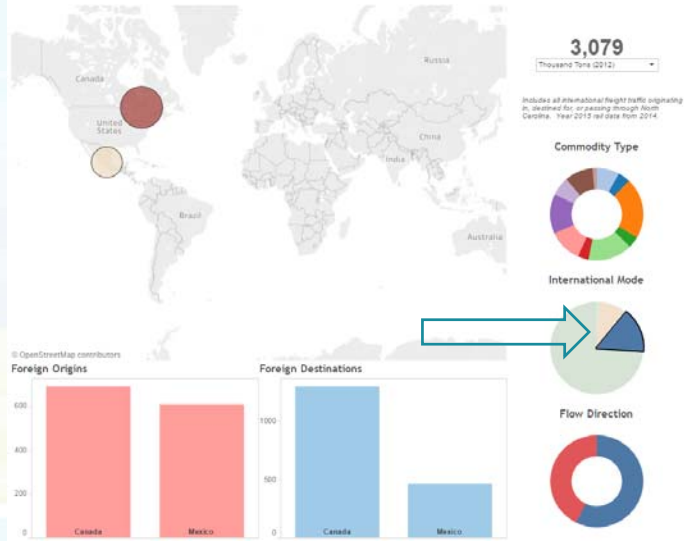 Canada
United
States
Brazil
Russia
China
India
Australia
© OpenStreetMap contributors
3,079
Thousand Tons (2012)
Includes all international freight traffic originating
in, destined for, or passing through North
Carolina. Year 2015 rail data from 2014.
Commodity Type
International Mode
Flow Direction
Foreign Origins
600
400
200
0
Canada
Mexico
Foreign Destinations
1000
500
0
Canada
Mexico